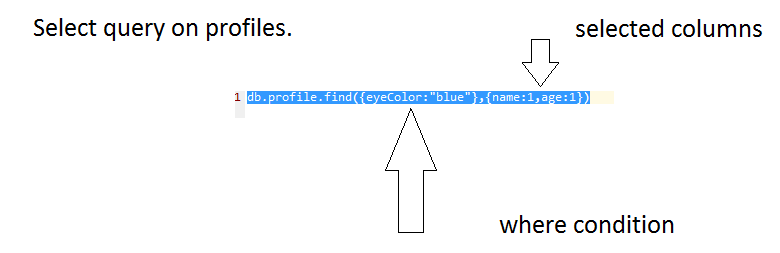 Select query on profiles.
selected columns
1 db.profile.find({eyeColor:"blue"},{name:1,age:1})
where condition